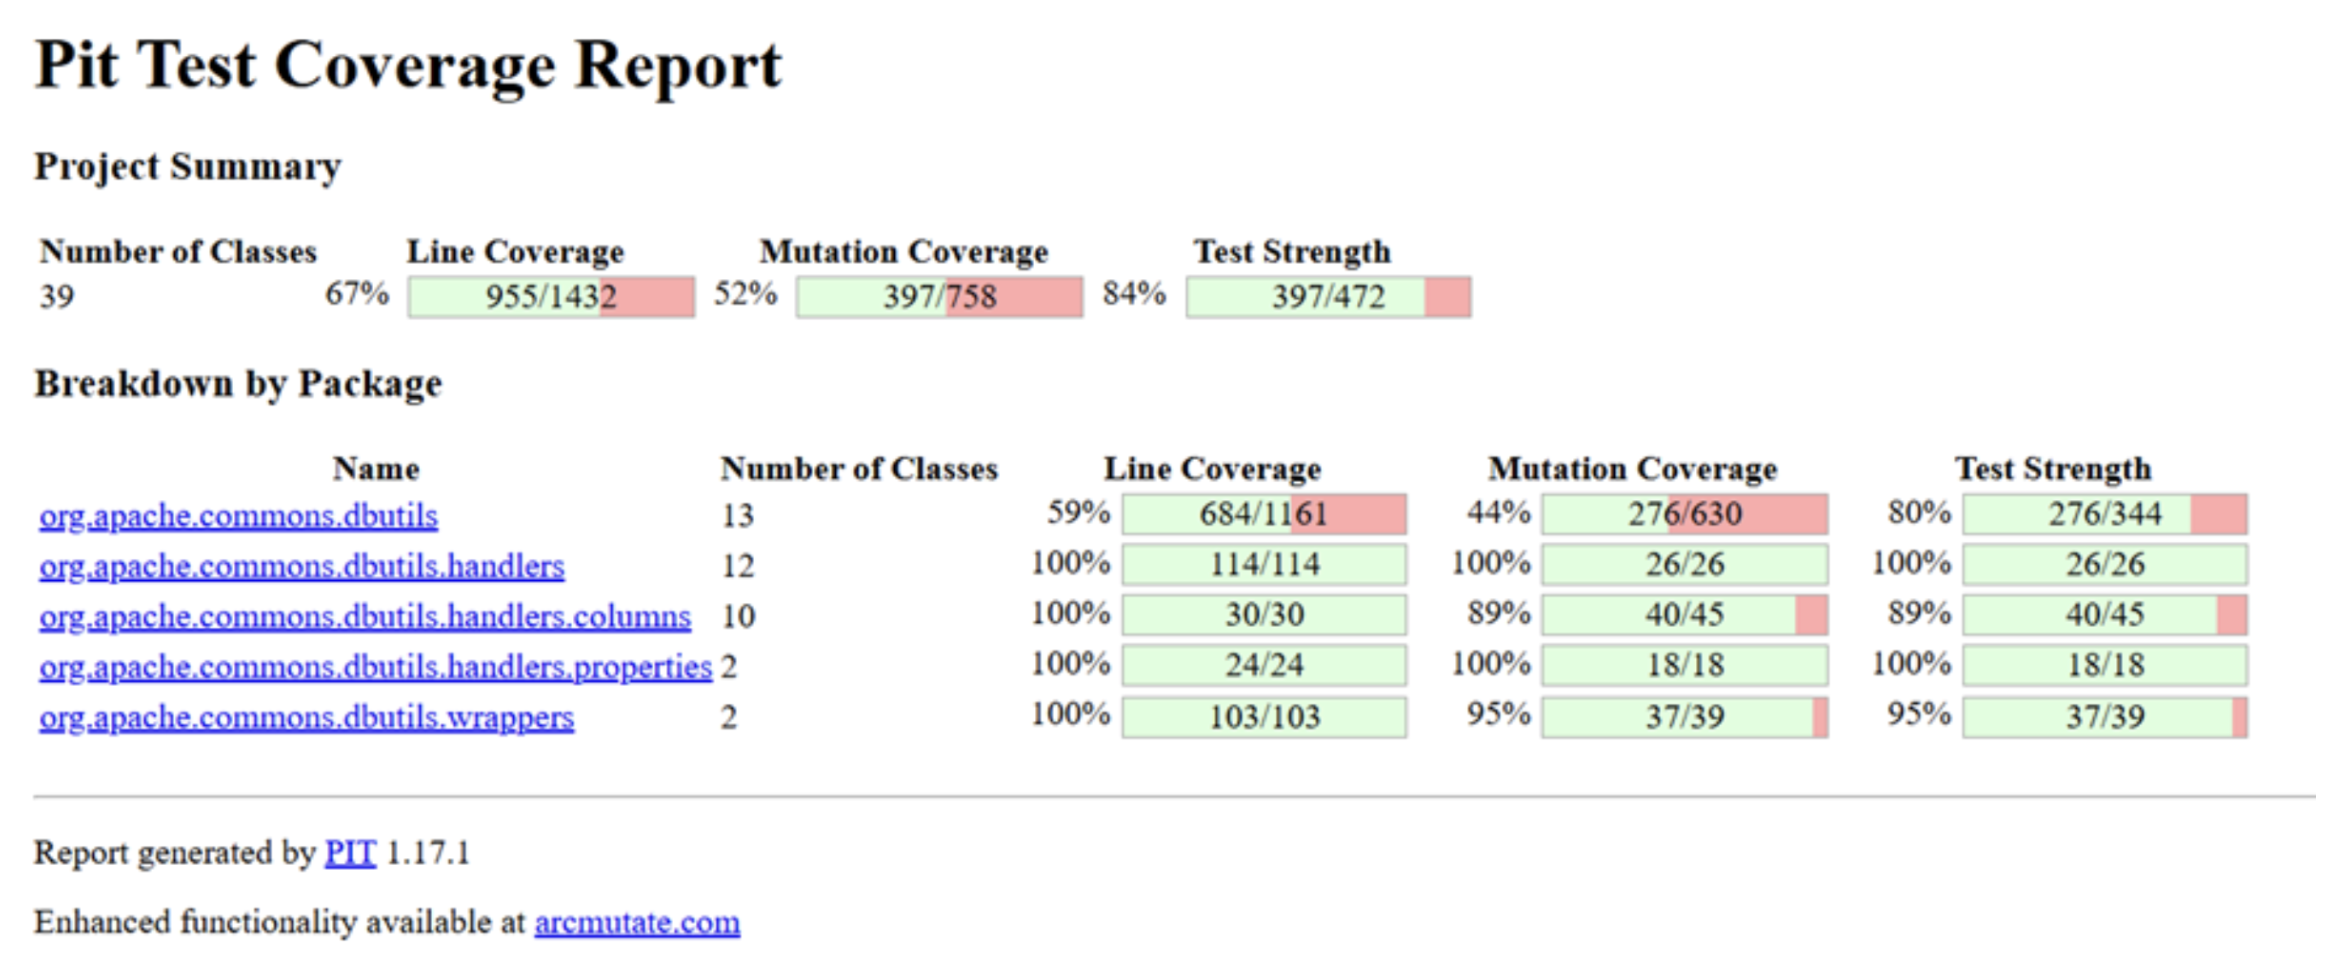 Pit Test Coverage Report
Project Summary
Number of Classes Line Coverage Mutation Coverage Test Strength
39 67% 955/1432 52% 397/758 84% 397/472
Breakdown by Package
Name Number of Classes Line Coverage Mutation Coverage Test Strength
org.apache.commons.dbutils 13 59% 684/1161 44% 276/630 80% 276/344
org.apache.commons.dbutils.handlers 12 100% 114/114 100% 26/26 100% 26/26
org.apache.commons.dbutils.handlers.columns 10 100% 30/30 89% 40/45 89% 40/45
org.apache.commons.dbutils.handlers.properties 2 100% 24/24 100% 18/18 100% 18/18
org.apache.commons.dbutils.wrappers 2 100% 103/103 95% 37/39 95% 37/39
Report generated by PIT 1.17.1
Enhanced functionality available at arcmutate.com